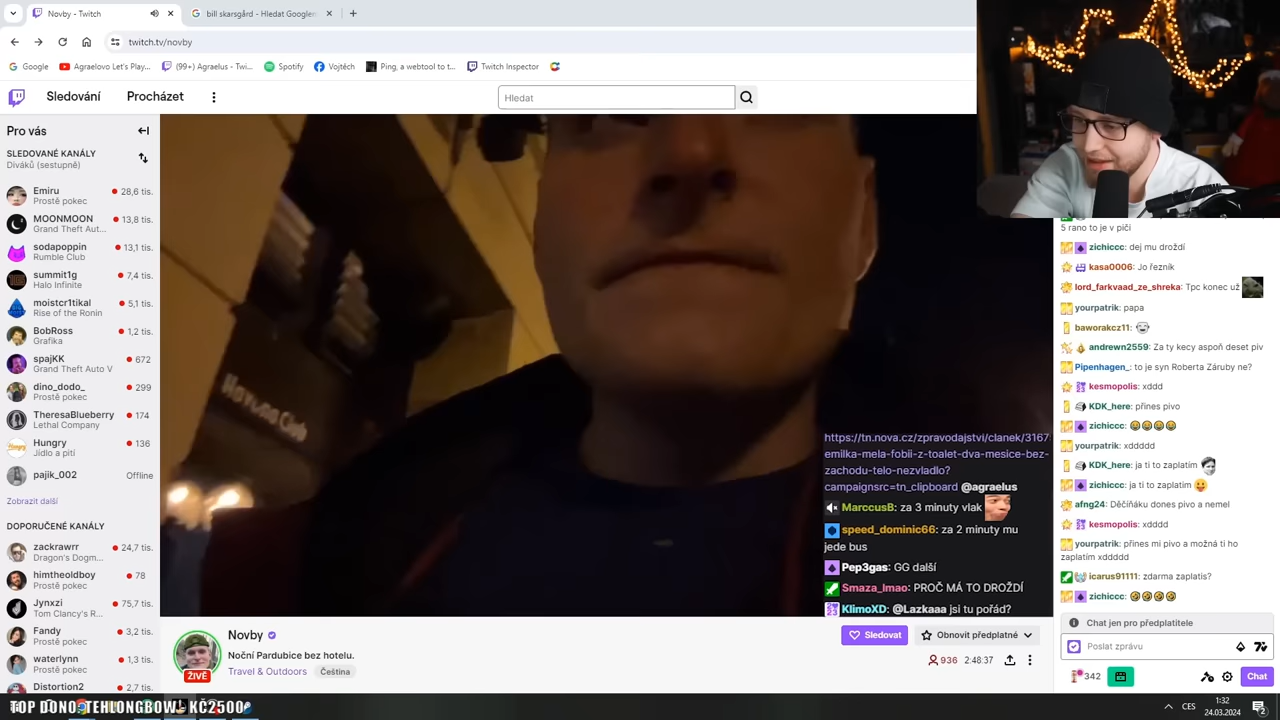 Novby - Twitch
bill skarsgård - Hledat Google
twitch.tv/novby
Google
Agraelovo Let's Play...
(99+) Agraelus - Twi...
Spotify
Vojtěch
Ping, a webtool to t...
Twitch Inspector
Sledování
Procházet
Hledat
Pro vás
SLEDOVANÉ KANÁLY
Diváků (sestupně)
Emiru
28,6 tis.
Prostě pokec
MOONMOON
13,8 tis.
Grand Theft Aut...
sodapoppin
13,1 tis.
Rumble Club
summit1g
7,4 tis.
Halo Infinite
moistcr1tikal
5,1 tis.
Rise of the Ronin
BobRoss
1,2 tis.
Grafika
spajKK
672
Grand Theft Auto V
dino_dodo_
299
Prostě pokec
TheresaBlueberry
174
Lethal Company
Hungry
136
Jídlo a pití
pajik_002
Offline
Zobrazit další
DOPORUČENÉ KANÁLY
zackrawrr
24,7 tis.
Dragon's Dogm...
himtheoldboy
78
Prostě pokec
Jynxzi
75,7 tis.
Tom Clancy's R...
Fandy
3,2 tis.
Prostě pokec
waterlynn
1,3 tis.
Prostě pokec
Distortion2
2,7 tis.
https://tn.nova.cz/zpravodajstvi/clanek/3167
emilka-mela-fobii-z-toalet-dva-mesice-bez-
zachodu-telo-nezvladlo?
campaignsrc=tn_clipboard @agraelus
MarccusB: za 3 minuty vlak
speed_dominic66: za 2 minuty mu
jede bus
Pep3gas: GG další
Smaza_lmao: PROČ MÁ TO DROŽDÍ
KlimoXD: @Lazkaaa jsi tu pořád?
Novby
Noční Pardubice bez hotelu.
Travel & Outdoors
Čeština
ŽIVĚ
Sledovat
Obnovit předplatné
936
2:48:37
5 rano to je v piči
zichiccc: dej mu droždí
kasa0006: Jo řezník
lord_farkvaad_ze_shreka: Tpc konec už
yourpatrik: papa
baworakcz11:
andrewn2559: Za ty kecy aspoň deset piv
Pipenhagen_: to je syn Roberta Záruby ne?
kesmopolis: xddd
KDK_here: přines pivo
zichiccc:
yourpatrik: xddddd
KDK_here: ja ti to zaplatím
zichiccc: ja ti to zaplatím
afng24: Děčíňáku dones pivo a nemel
kesmopolis: xdddd
yourpatrik: přines mi pivo a možná ti ho
zaplatím xddddd
icarus91111: zdarma zaplatis?
zichiccc:
Chat jen pro předplatitele
Poslat zprávu
342
Chat
TOP DONO: TEHLONGBOW_ KČ2500
CES
1:32
24.03.2024
2